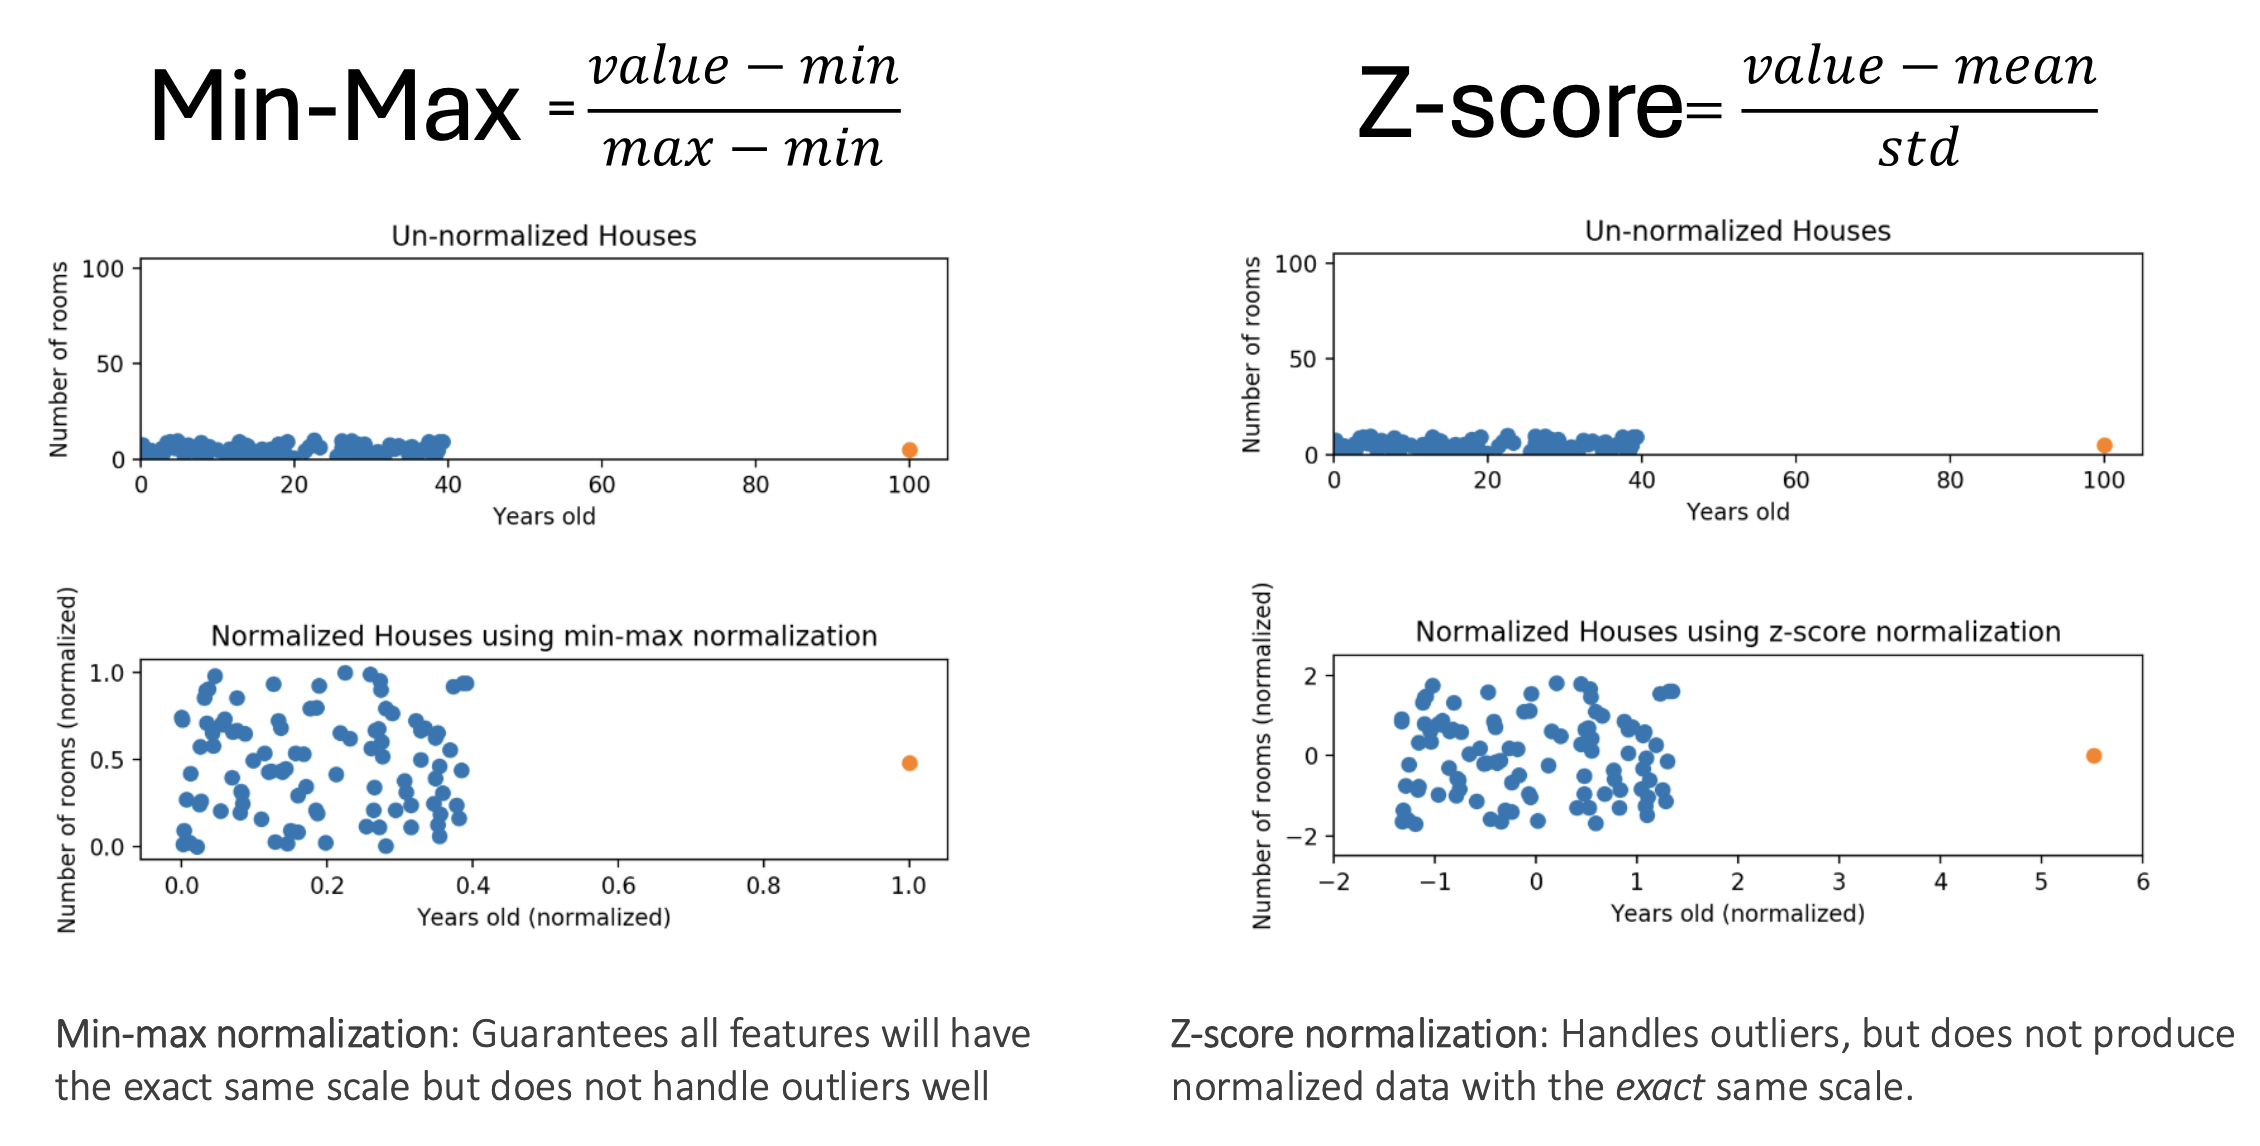 Min-Max = value − min
max − min
Un-normalized Houses
Number of rooms
100
50
0
0 20 40 60 80 100
Years old
Normalized Houses using min-max normalization
Number of rooms (normalized)
1.0
0.5
0.0
0.0 0.2 0.4 0.6 0.8 1.0
Years old (normalized)
Min-max normalization: Guarantees all features will have
the exact same scale but does not handle outliers well
Z-score= value − mean
std
Un-normalized Houses
Number of rooms
100
50
0
0 20 40 60 80 100
Years old
Normalized Houses using z-score normalization
Number of rooms (normalized)
2
0
−2
−2 −1 0 1 2 3 4 5 6
Years old (normalized)
Z-score normalization: Handles outliers, but does not produce
normalized data with the exact same scale.